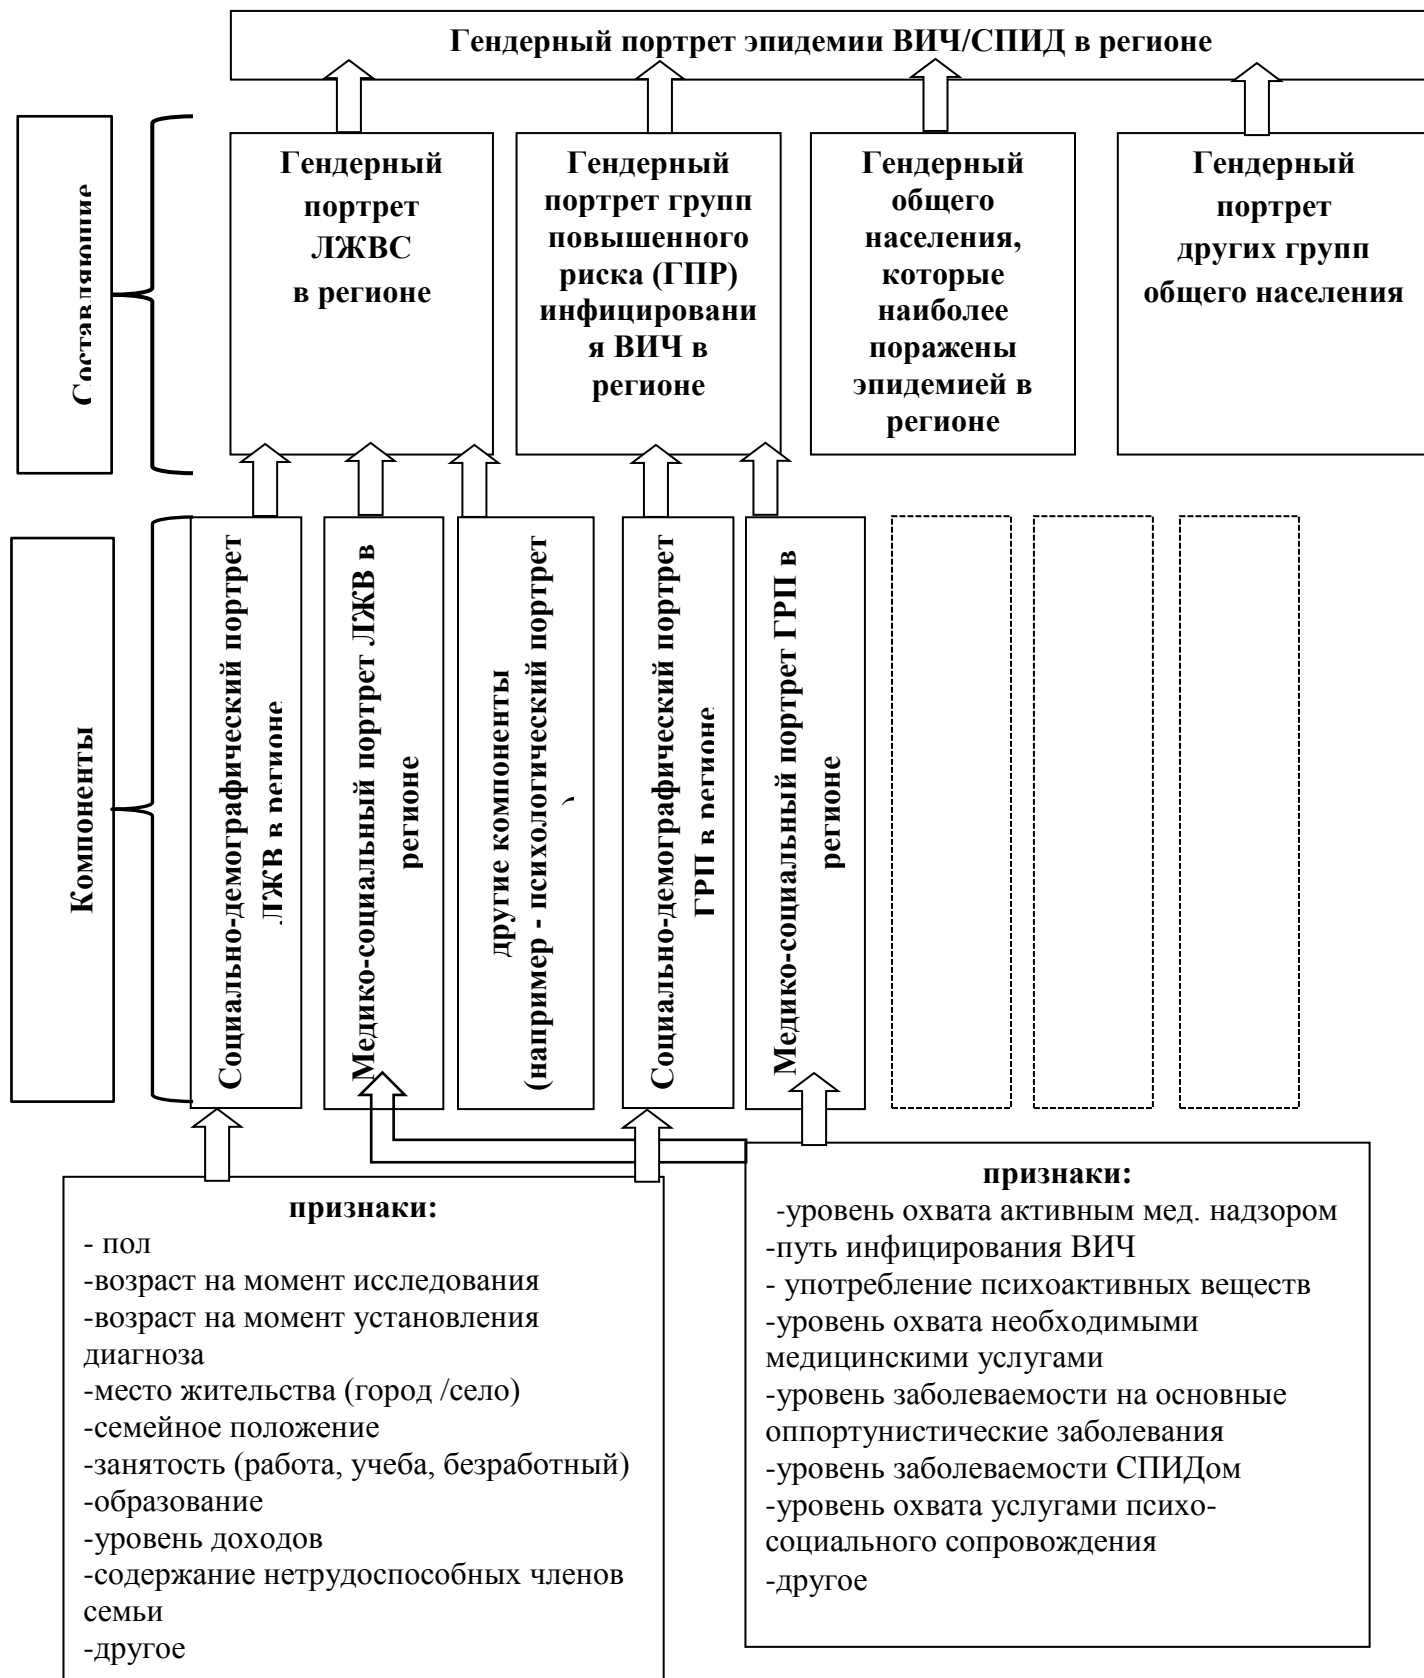 Гендерный портрет эпидемии ВИЧ/СПИД в регионе
Составляющие
Гендерный
портрет
ЛЖВС
в регионе
Гендерный
портрет групп
повышенного
риска (ГПР)
инфицировани
я ВИЧ в
регионе
Гендерный
общего
населения,
которые
наиболее
поражены
эпидемией в
регионе
Гендерный
портрет
других групп
общего населения
Компоненты
Социально-демографический портрет
ЛЖВ в регионе
Медико-социальный портрет ЛЖВ в
регионе
другие компоненты
(например - психологический портрет
)
Социально-демографический портрет
ГРП в регионе
Медико-социальный портрет ГРП в
регионе
признаки:
- пол
-возраст на момент исследования
-возраст на момент установления
диагноза
-место жительства (город /село)
-семейное положение
-занятость (работа, учеба, безработный)
-образование
-уровень доходов
-содержание нетрудоспособных членов
семьи
-другое
признаки:
-уровень охвата активным мед. надзором
-путь инфицирования ВИЧ
- употребление психоактивных веществ
-уровень охвата необходимыми
медицинскими услугами
-уровень заболеваемости на основные
оппортунистические заболевания
-уровень заболеваемости СПИДом
-уровень охвата услугами психо-
социального сопровождения
-другое